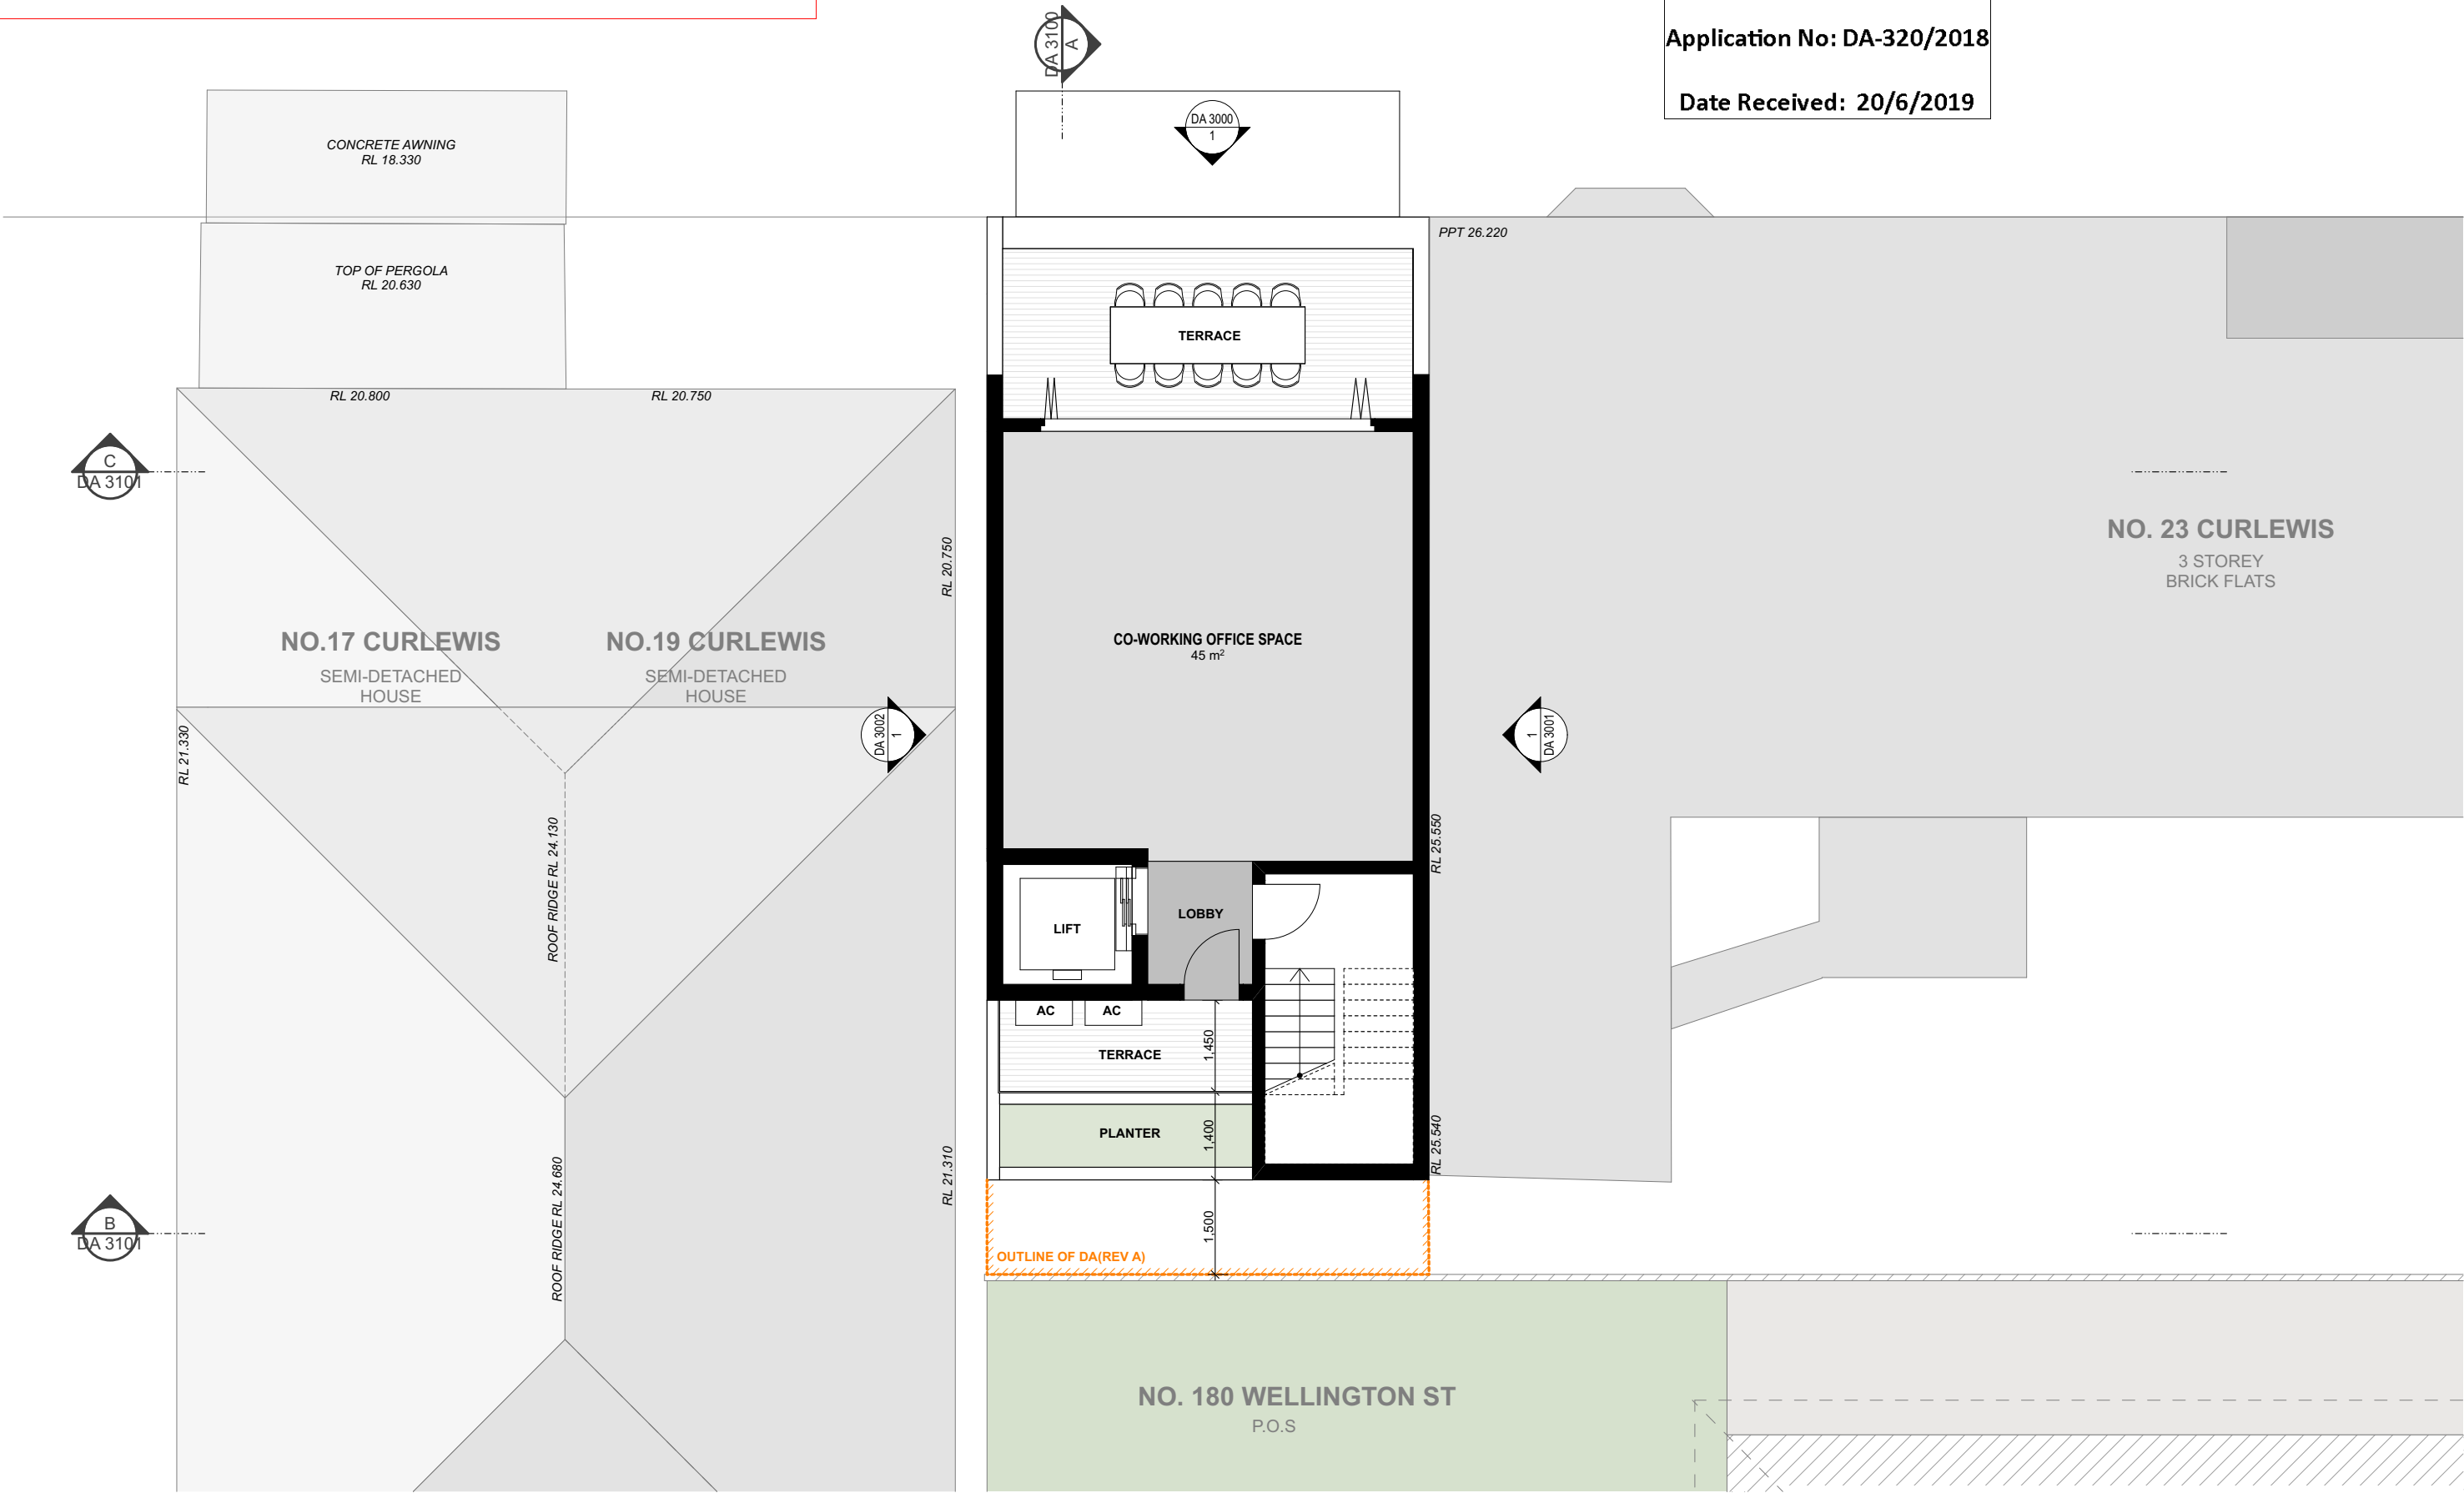 Application No: DA-320/2018
Date Received: 20/6/2019
DA 3100
A
DA 3000
1
CONCRETE AWNING
RL 18.330
TOP OF PERGOLA
RL 20.630
PPT 26.220
TERRACE
RL 20.800
RL 20.750
C
DA 3101
RL 20.750
NO. 23 CURLEWIS
3 STOREY
BRICK FLATS
NO.17 CURLEWIS
SEMI-DETACHED
HOUSE
NO.19 CURLEWIS
SEMI-DETACHED
HOUSE
CO-WORKING OFFICE SPACE
45 m²
RL 21.330
DA 3002
1
1
DA 3001
ROOF RIDGE RL 24.130
RL 25.550
LIFT
LOBBY
AC
AC
TERRACE
1,450
PLANTER
1,400
RL 25.540
RL 21.310
ROOF RIDGE RL 24.680
B
DA 3101
1,500
OUTLINE OF DA(REV A)
NO. 180 WELLINGTON ST
P.O.S